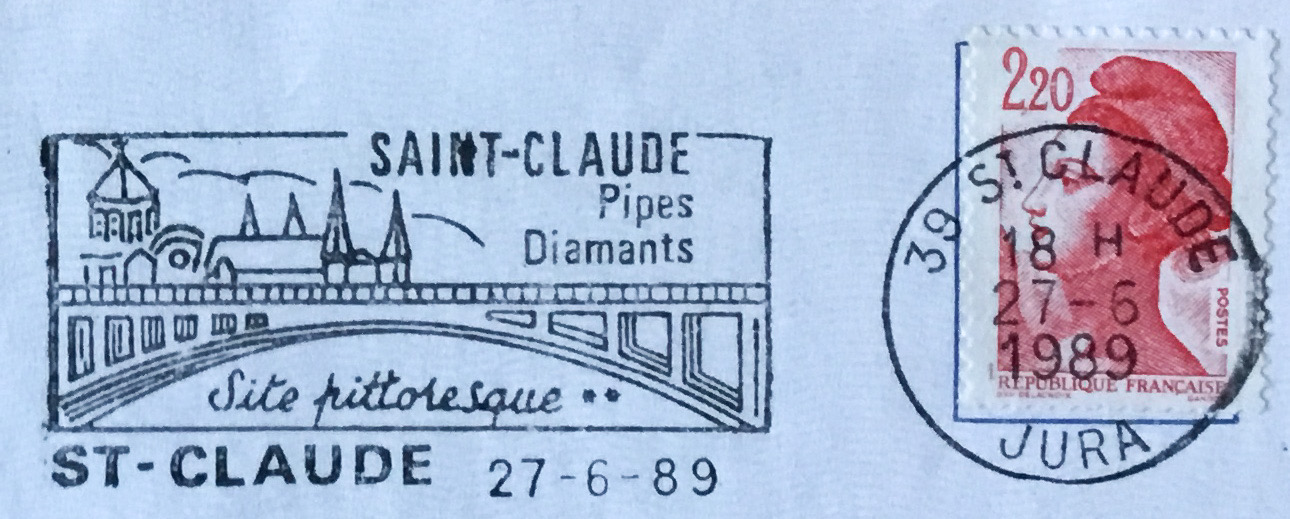 SAINT-CLAUDE
Pipes
Diamants
Site pittoresque **
ST-CLAUDE 27-6-89
2,20
39 St CLAUDE
18 H
27-6
1989
JURA
POSTES
RÉPUBLIQUE FRANÇAISE